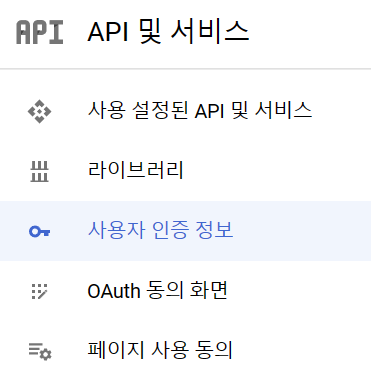 API API 및 서비스
사용 설정된 API 및 서비스
라이브러리
사용자 인증 정보
OAuth 동의 화면
페이지 사용 동의